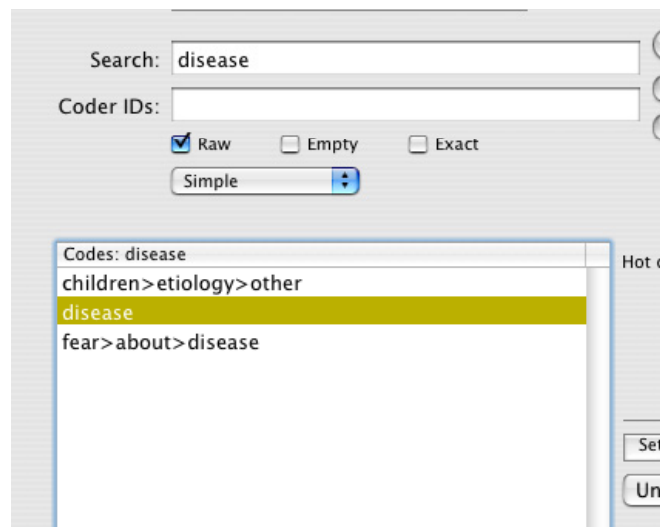 Search: disease
Coder IDs:
Raw Empty Exact
Simple
Codes: disease
Hot
children>etiology>other
disease
fear>about>disease
Set
Un